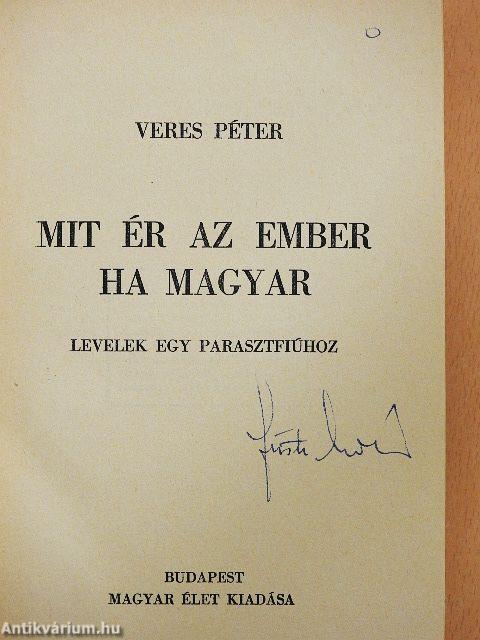 VERES PÉTER
MIT ÉR AZ EMBER
HA MAGYAR
LEVELEK EGY PARASZTFIÚHOZ
BUDAPEST
MAGYAR ÉLET KIADÁSA
Antikvárium.hu